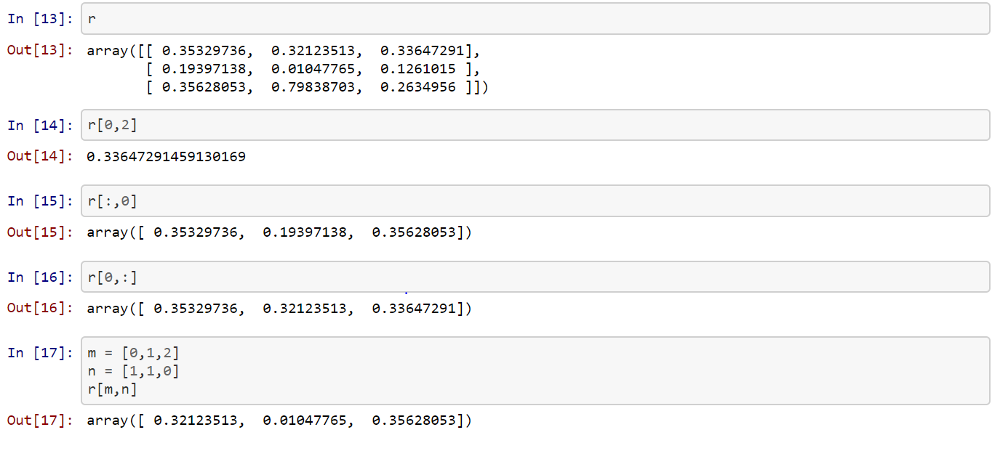 In [13]: r
Out[13]: array([[ 0.35329736,  0.32123513,  0.33647291],
       [ 0.19397138,  0.01047765,  0.1261015 ],
       [ 0.35628053,  0.79838703,  0.2634956 ]])
In [14]: r[0,2]
Out[14]: 0.33647291459130169
In [15]: r[:,0]
Out[15]: array([ 0.35329736,  0.19397138,  0.35628053])
In [16]: r[0,:]
Out[16]: array([ 0.35329736,  0.32123513,  0.33647291])
In [17]: m = [0,1,2]
n = [1,1,0]
r[m,n]
Out[17]: array([ 0.32123513,  0.01047765,  0.35628053])